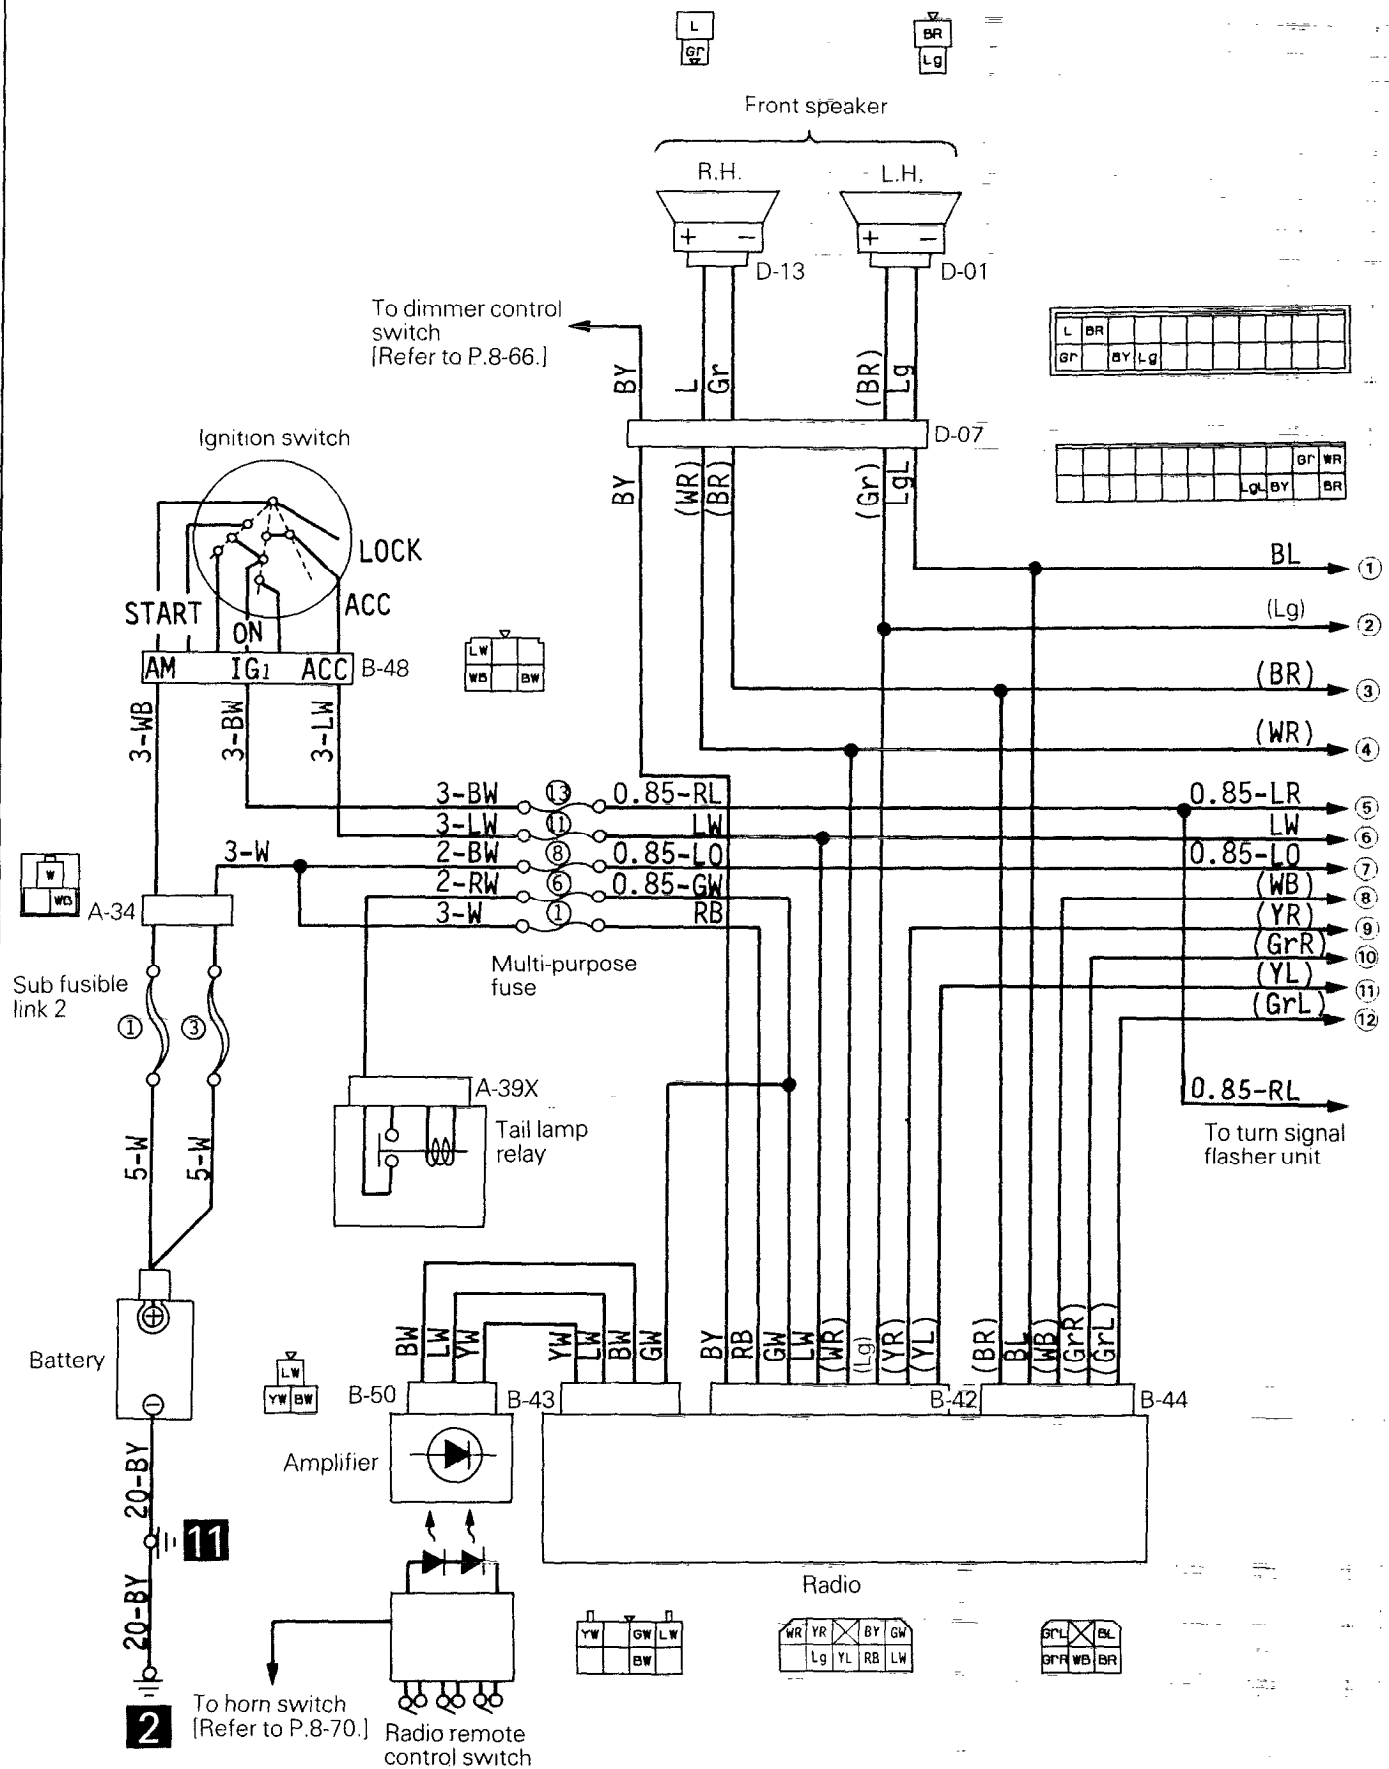 L
Gr
BR
Lg
Front speaker
R.H.
L.H.
+ −
+ −
D-13
D-01
To dimmer control
switch
[Refer to P.8-66.]
BY
L
Gr
(BR)
Lg
L BR
Gr BY Lg
D-07
Ignition switch
BY
(WR)
(BR)
(Gr)
LgL
Gr WR
LgL BY BR
LOCK
ACC
START
ON
AM IG1 ACC
B-48
LW
WB BW
BL ①
(Lg) ②
(BR) ③
(WR) ④
3-WB
3-BW
3-LW
3-BW ⑬ 0.85-RL 0.85-LR ⑤
3-LW ⑪ LW LW ⑥
3-W 2-BW ⑧ 0.85-LO 0.85-LO ⑦
2-RW ⑥ 0.85-GW (WB) ⑧
3-W ① RB (YR) ⑨
(GrR) ⑩
(YL) ⑪
(GrL) ⑫
W
WB
A-34
Multi-purpose
fuse
Sub fusible
link 2
① ③
A-39X
Tail lamp
relay
0.85-RL
To turn signal
flasher unit
5-W
5-W
+
Battery
−
BW
LW
YW
YW
LW
BW
GW
BY
RB
GW
LW
(WR)
(Lg)
(YR)
(YL)
(BR)
BL
(WB)
(GrR)
(GrL)
LW
YW BW
B-50
B-43
B-42
B-44
Amplifier
20-BY
11
20-BY
2
Radio
YW GW LW
BW
WR YR BY GW
Lg YL RB LW
GrL BL
GrR WB BR
To horn switch
[Refer to P.8-70.]
Radio remote
control switch